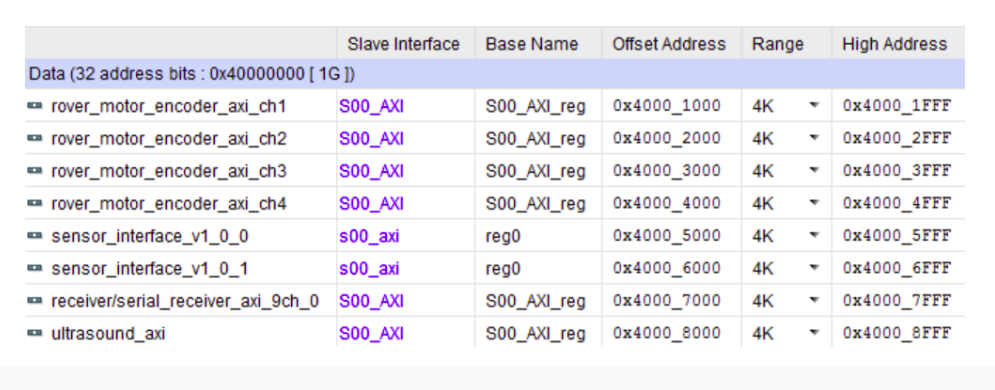 Slave Interface Base Name Offset Address Range High Address
Data (32 address bits : 0x40000000 [ 1G ])
rover_motor_encoder_axi_ch1 S00_AXI S00_AXI_reg 0x4000_1000 4K 0x4000_1FFF
rover_motor_encoder_axi_ch2 S00_AXI S00_AXI_reg 0x4000_2000 4K 0x4000_2FFF
rover_motor_encoder_axi_ch3 S00_AXI S00_AXI_reg 0x4000_3000 4K 0x4000_3FFF
rover_motor_encoder_axi_ch4 S00_AXI S00_AXI_reg 0x4000_4000 4K 0x4000_4FFF
sensor_interface_v1_0_0 s00_axi reg0 0x4000_5000 4K 0x4000_5FFF
sensor_interface_v1_0_1 s00_axi reg0 0x4000_6000 4K 0x4000_6FFF
receiver/serial_receiver_axi_9ch_0 S00_AXI S00_AXI_reg 0x4000_7000 4K 0x4000_7FFF
ultrasound_axi S00_AXI S00_AXI_reg 0x4000_8000 4K 0x4000_8FFF